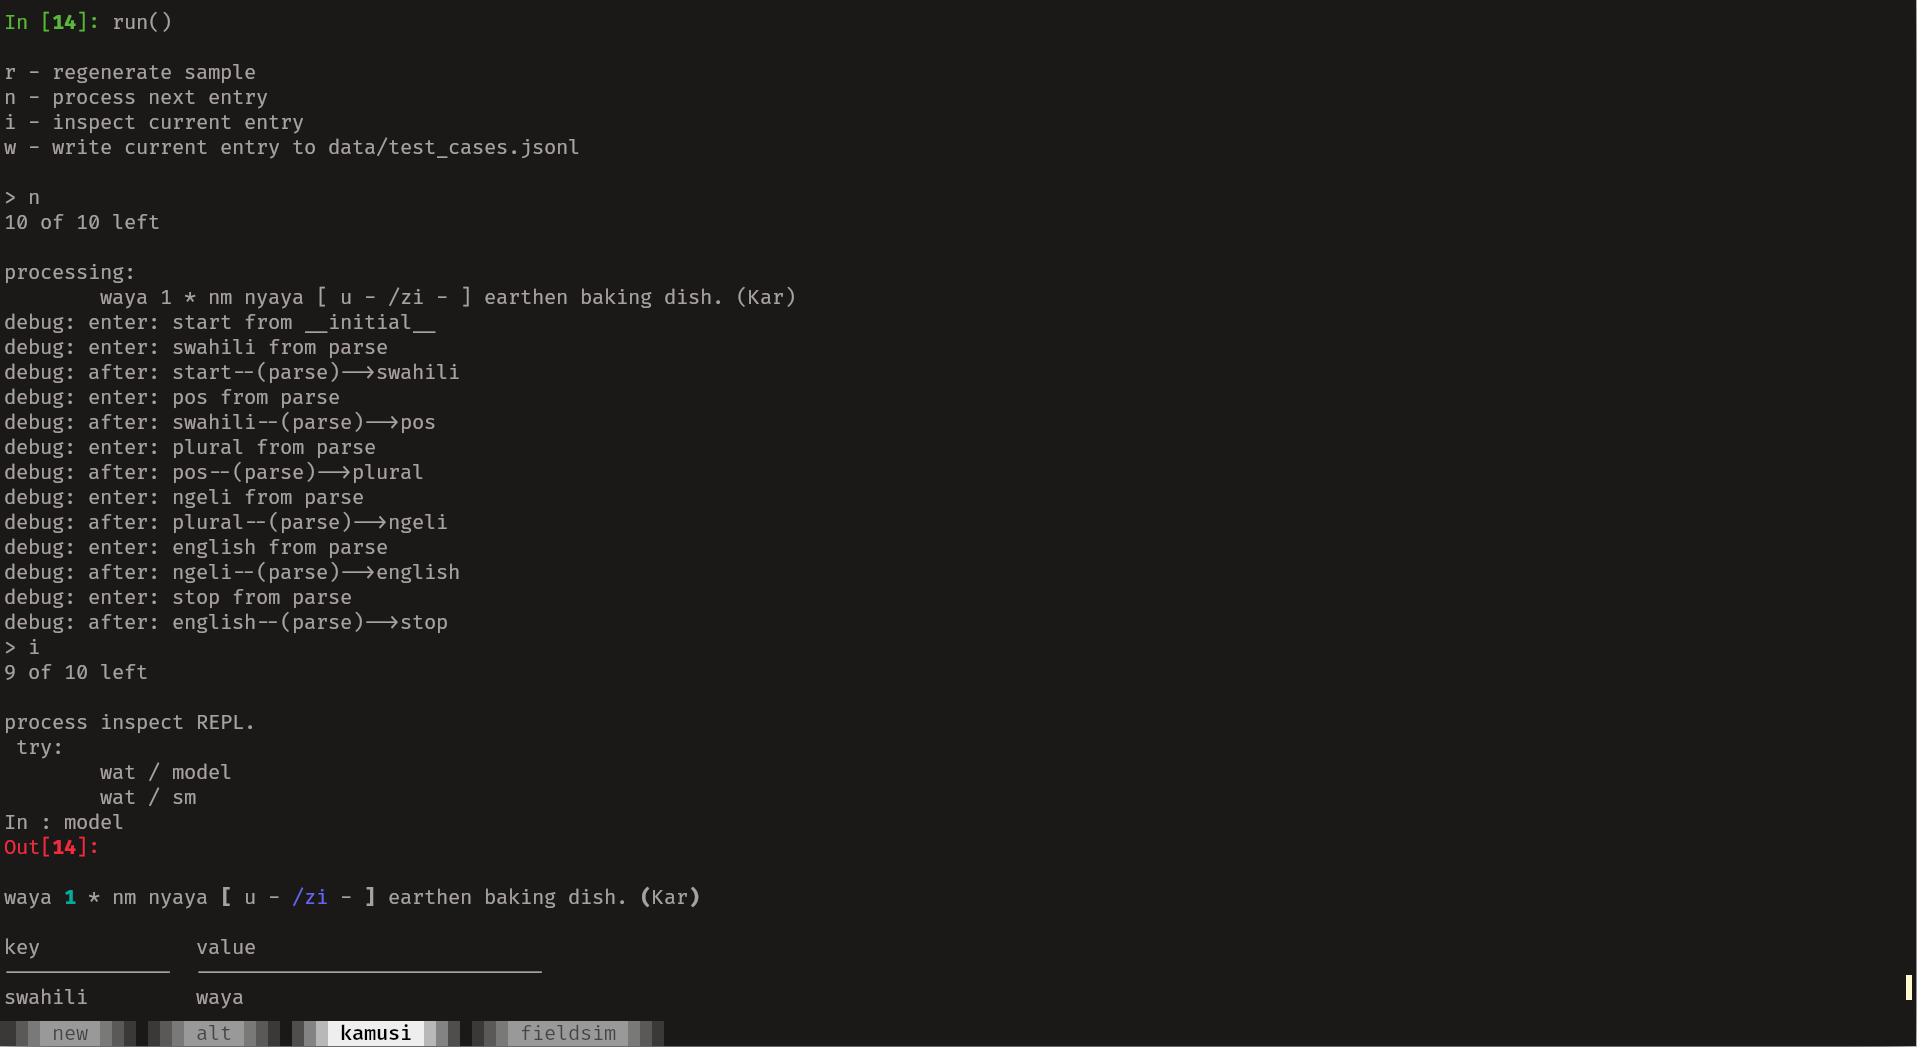 In [14]: run()
r - regenerate sample
n - process next entry
i - inspect current entry
w - write current entry to data/test_cases.jsonl
> n
10 of 10 left
processing:
        waya 1 * nm nyaya [ u - /zi - ] earthen baking dish. (Kar)
debug: enter: start from __initial__
debug: enter: swahili from parse
debug: after: start--(parse)-->swahili
debug: enter: pos from parse
debug: after: swahili--(parse)-->pos
debug: enter: plural from parse
debug: after: pos--(parse)-->plural
debug: enter: ngeli from parse
debug: after: plural--(parse)-->ngeli
debug: enter: english from parse
debug: after: ngeli--(parse)-->english
debug: enter: stop from parse
debug: after: english--(parse)-->stop
> i
9 of 10 left
process inspect REPL.
 try:
        wat / model
        wat / sm
In : model
Out[14]:
waya 1 * nm nyaya [ u - /zi - ] earthen baking dish. (Kar)
key             value
swahili         waya
new alt kamusi fieldsim